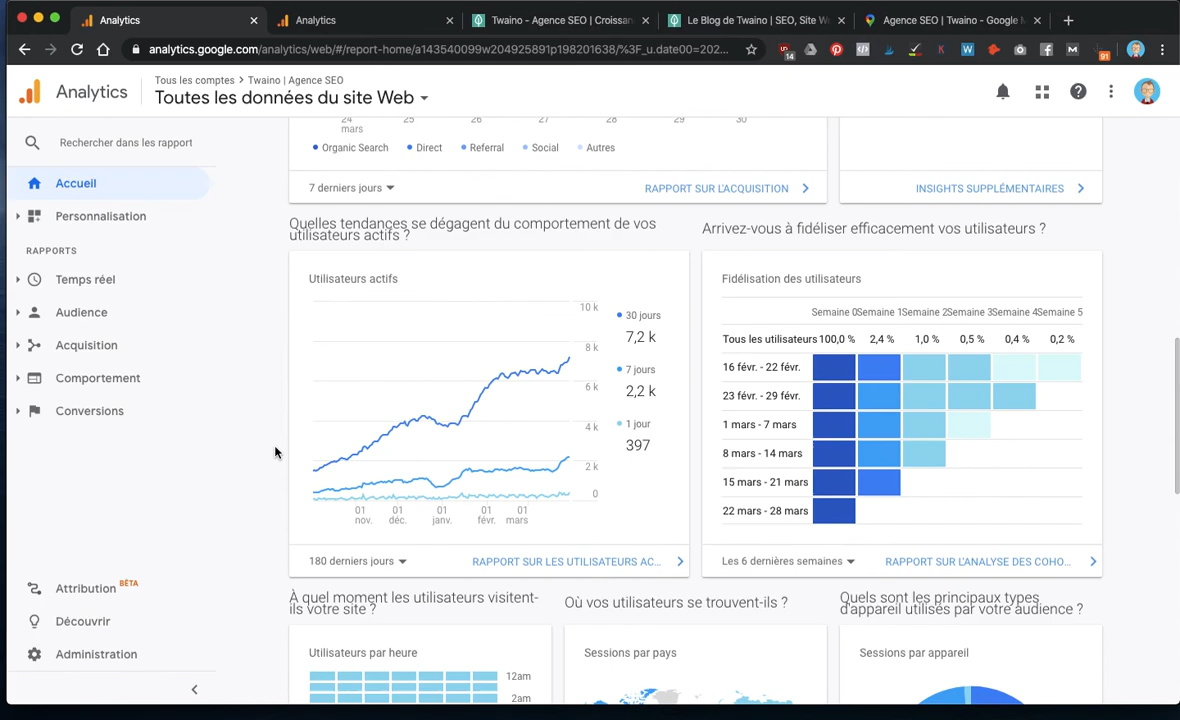 Analytics
Analytics
Twaino - Agence SEO | Croissan
Le Blog de Twaino | SEO, Site W
Agence SEO | Twaino - Google M
analytics.google.com/analytics/web/#/report-home/a143540099w204925891p198201638/%3F_u.date00=202...
14
91
Analytics
Tous les comptes > Twaino | Agence SEO
Toutes les données du site Web
Rechercher dans les rapport
Accueil
Personnalisation
RAPPORTS
Temps réel
Audience
Acquisition
Comportement
Conversions
Attribution BÊTA
Découvrir
Administration
24 25 26 27 28 29 30
mars
Organic Search Direct Referral Social Autres
7 derniers jours
RAPPORT SUR L'ACQUISITION
INSIGHTS SUPPLÉMENTAIRES
Quelles tendances se dégagent du comportement de vos
utilisateurs actifs ?
Utilisateurs actifs
10 k
8 k
6 k
4 k
2 k
0
01 01 01 01 01
nov. déc. janv. févr. mars
30 jours
7,2 k
7 jours
2,2 k
1 jour
397
180 derniers jours
RAPPORT SUR LES UTILISATEURS AC...
Arrivez-vous à fidéliser efficacement vos utilisateurs ?
Fidélisation des utilisateurs
Semaine 0 Semaine 1 Semaine 2 Semaine 3 Semaine 4 Semaine 5
Tous les utilisateurs 100,0 % 2,4 % 1,0 % 0,5 % 0,4 % 0,2 %
16 févr. - 22 févr.
23 févr. - 29 févr.
1 mars - 7 mars
8 mars - 14 mars
15 mars - 21 mars
22 mars - 28 mars
Les 6 dernières semaines
RAPPORT SUR L'ANALYSE DES COHO...
À quel moment les utilisateurs visitent-
ils votre site ?
Utilisateurs par heure
12am
2am
Où vos utilisateurs se trouvent-ils ?
Sessions par pays
Quels sont les principaux types
d'appareil utilisés par votre audience ?
Sessions par appareil